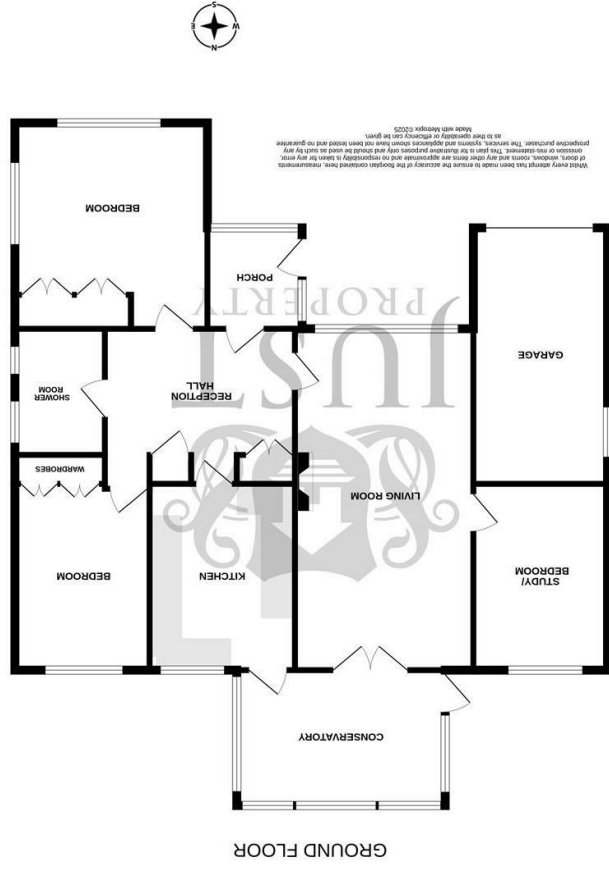 GROUND FLOOR
CONSERVATORY
STUDY/
BEDROOM
LIVING ROOM
KITCHEN
BEDROOM
WARDROBES
GARAGE
RECEPTION
HALL
SHOWER
ROOM
PORCH
BEDROOM
JUST
PROPERTY
Whilst every attempt has been made to ensure the accuracy of the floorplan contained here, measurements
of doors, windows, rooms and any other items are approximate and no responsibility is taken for any error,
omission or mis-statement. This plan is for illustrative purposes only and should be used as such by any
prospective purchaser. The services, systems and appliances shown have not been tested and no guarantee
as to their operability or efficiency can be given.
Made with Metropix ©2025
N
E
W
S